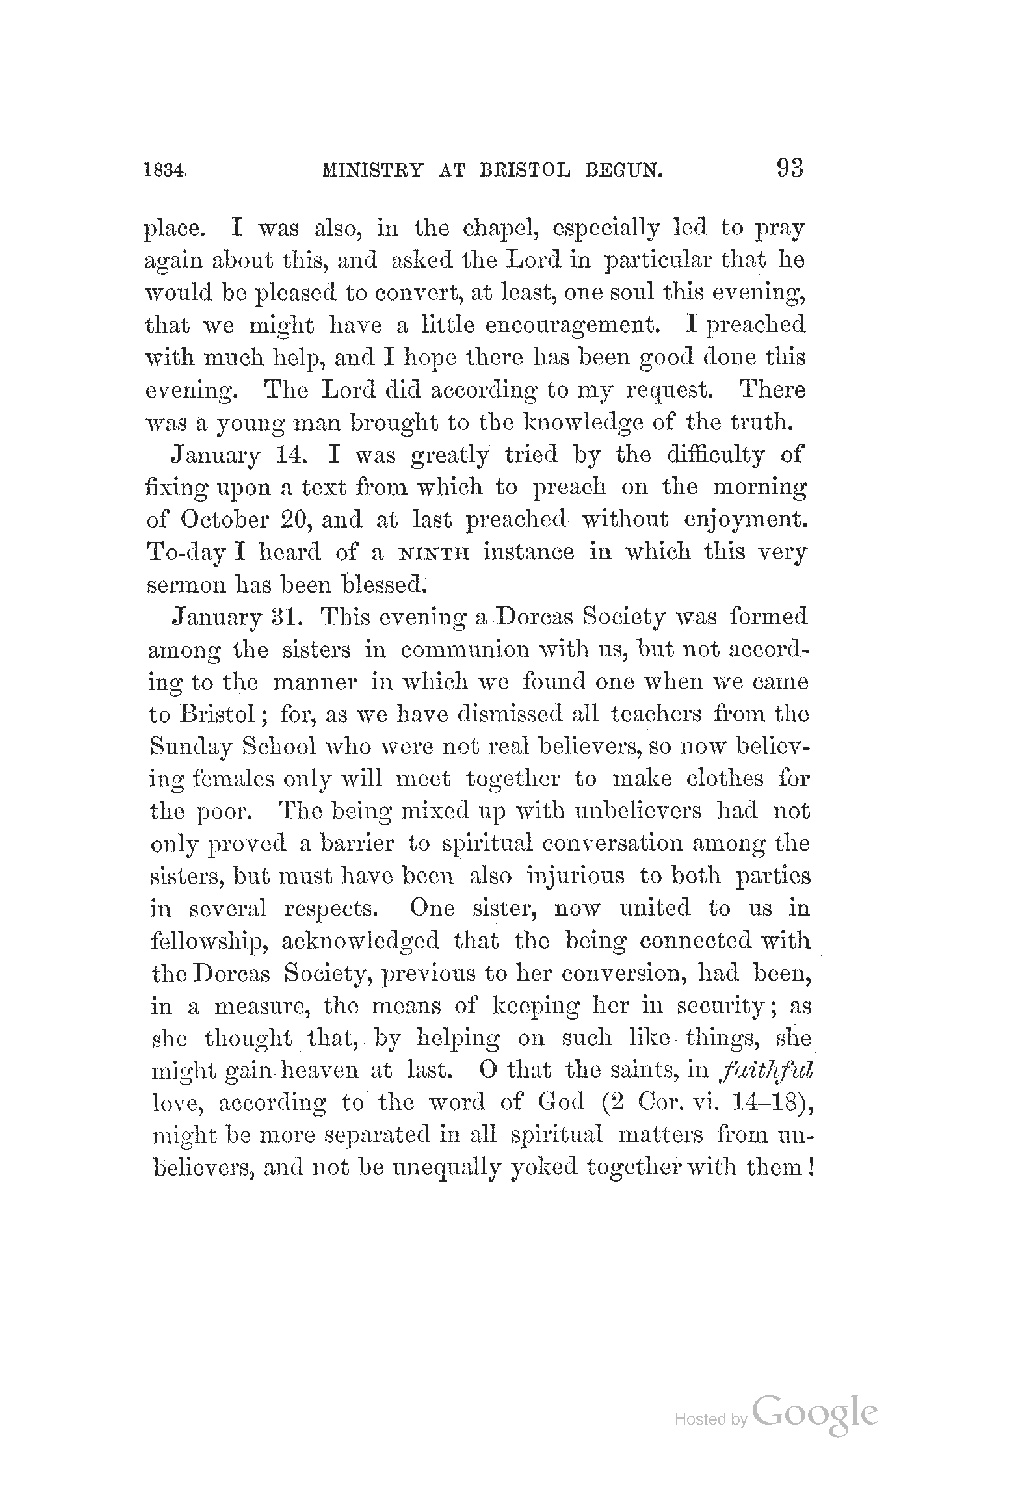 1834. MINISTRY AT BRISTOL BEGUN. 93
place. I was also, in the chapel, especially led to pray
again about this, and asked the Lord in particular that he
would be pleased to convert, at least, one soul this evening,
that we might have a little encouragement. I preached
with much help, and I hope there has been good done this
evening. The Lord did according to my request. There
was a young man brought to the knowledge of the truth.
January 14. I was greatly tried by the difficulty of
fixing upon a text from which to preach on the morning
of October 20, and at last preached without enjoyment.
To-day I heard of a NINTH instance in which this very
sermon has been blessed.
January 31. This evening a Dorcas Society was formed
among the sisters in communion with us, but not accord-
ing to the manner in which we found one when we came
to Bristol; for, as we have dismissed all teachers from the
Sunday School who were not real believers, so now believ-
ing females only will meet together to make clothes for
the poor. The being mixed up with unbelievers had not
only proved a barrier to spiritual conversation among the
sisters, but must have been also injurious to both parties
in several respects. One sister, now united to us in
fellowship, acknowledged that the being connected with
the Dorcas Society, previous to her conversion, had been,
in a measure, the means of keeping her in security; as
she thought that, by helping on such like things, she
might gain heaven at last. O that the saints, in faithful
love, according to the word of God (2 Cor. vi. 14–18),
might be more separated in all spiritual matters from un-
believers, and not be unequally yoked together with them!
Hosted by Google